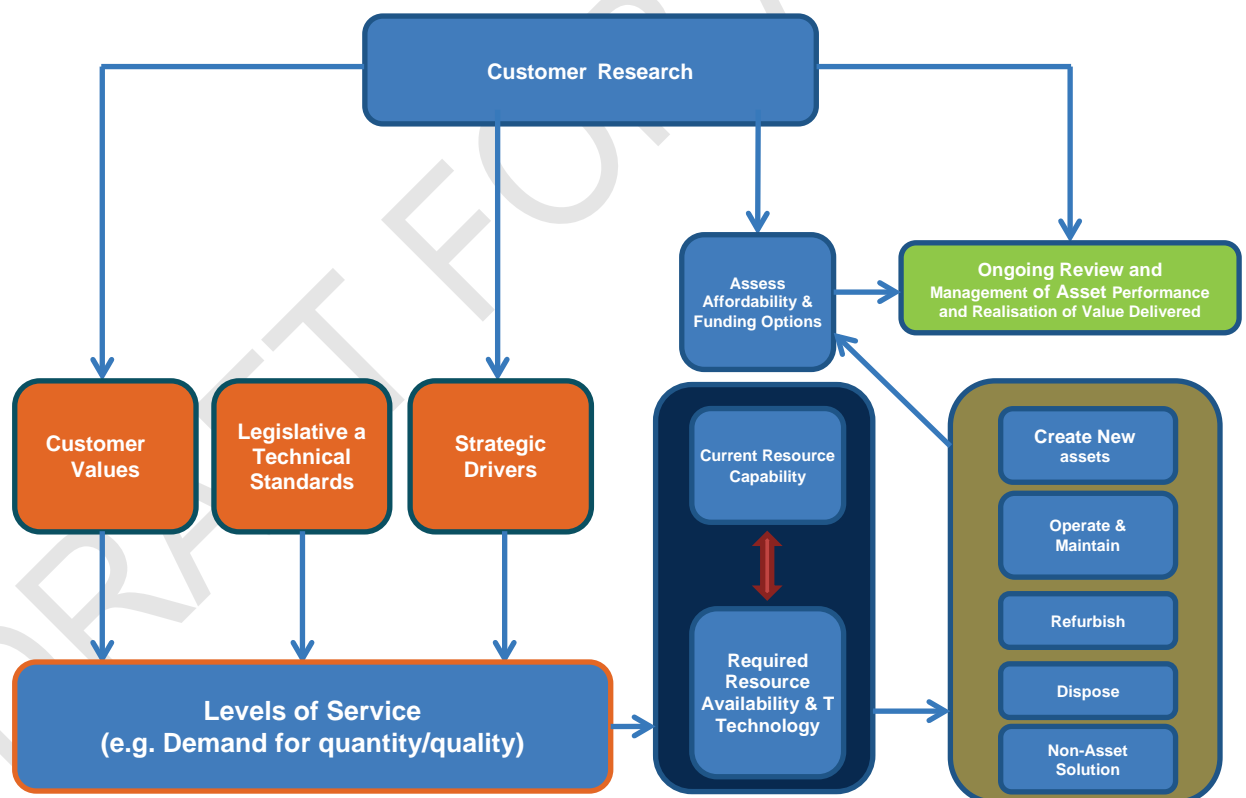 Customer Research
Assess
Affordability &
Funding Options
Ongoing Review and
Management of Asset Performance
and Realisation of Value Delivered
Customer
Values
Legislative a
Technical
Standards
Strategic
Drivers
Current Resource
Capability
Required
Resource
Availability & T
Technology
Create New
assets
Operate &
Maintain
Refurbish
Dispose
Non-Asset
Solution
Levels of Service
(e.g. Demand for quantity/quality)
DRAFT FOR